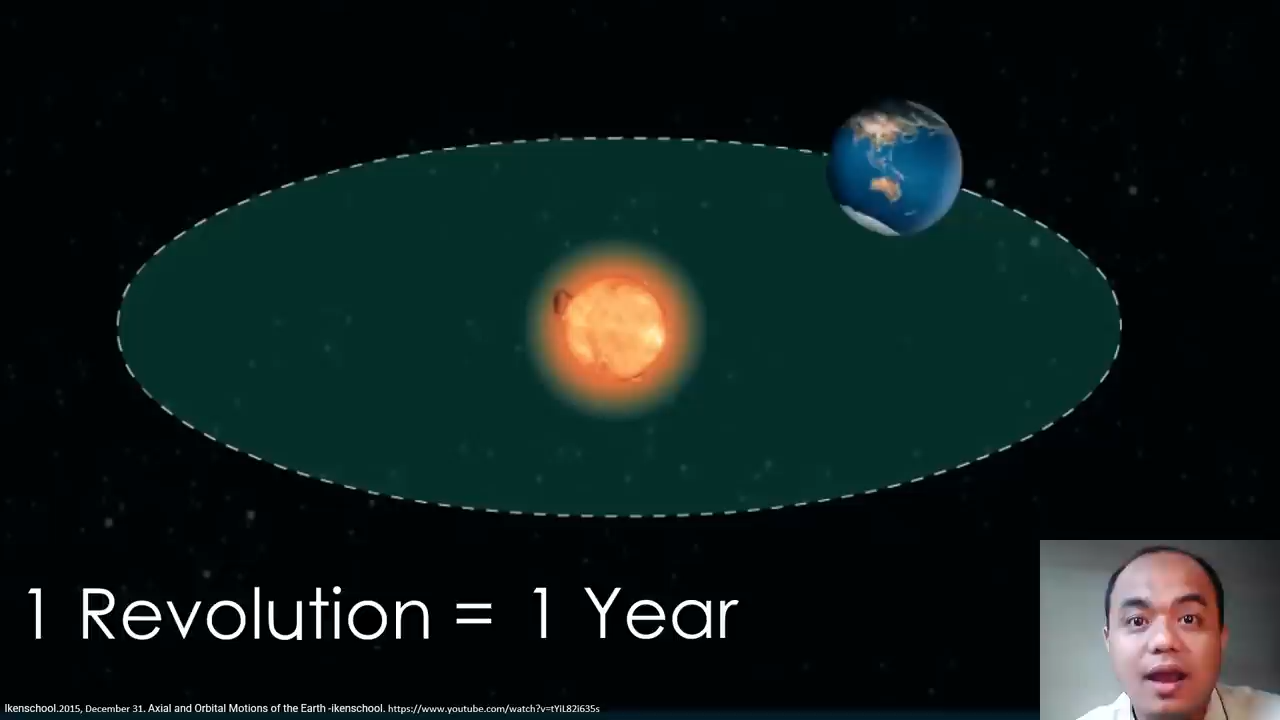 1 Revolution = 1 Year
Ikenschool.2015, December 31. Axial and Orbital Motions of the Earth -ikenschool. https://www.youtube.com/watch?v=tYiL82i635s